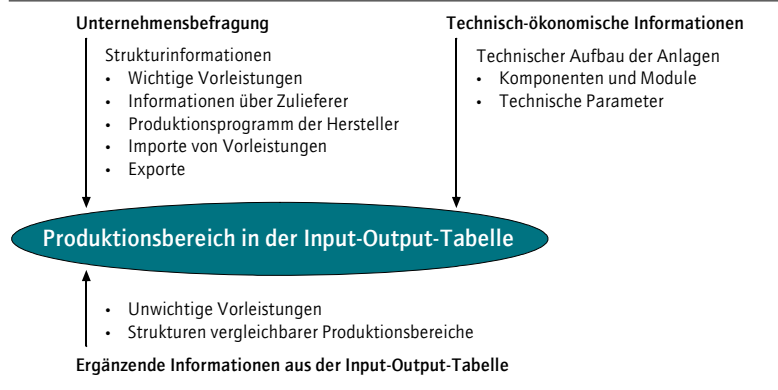 Unternehmensbefragung
Strukturinformationen
• Wichtige Vorleistungen
• Informationen über Zulieferer
• Produktionsprogramm der Hersteller
• Importe von Vorleistungen
• Exporte
Technisch-ökonomische Informationen
Technischer Aufbau der Anlagen
• Komponenten und Module
• Technische Parameter
Produktionsbereich in der Input-Output-Tabelle
• Unwichtige Vorleistungen
• Strukturen vergleichbarer Produktionsbereiche
Ergänzende Informationen aus der Input-Output-Tabelle